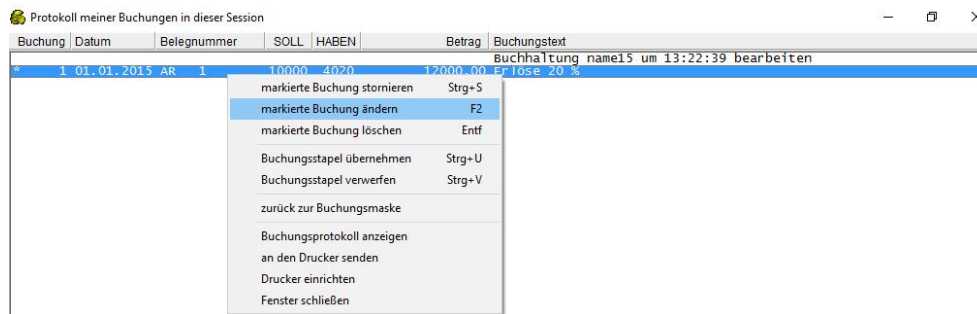 Protokoll meiner Buchungen in dieser Session
Buchung Datum Belegnummer SOLL HABEN Betrag Buchungstext
Buchhaltung name15 um 13:22:39 bearbeiten
* 1 01.01.2015 AR 1 10000 4020 12000.00 Erlöse 20 %
markierte Buchung stornieren Strg+S
markierte Buchung ändern F2
markierte Buchung löschen Entf
Buchungsstapel übernehmen Strg+U
Buchungsstapel verwerfen Strg+V
zurück zur Buchungsmaske
Buchungsprotokoll anzeigen
an den Drucker senden
Drucker einrichten
Fenster schließen